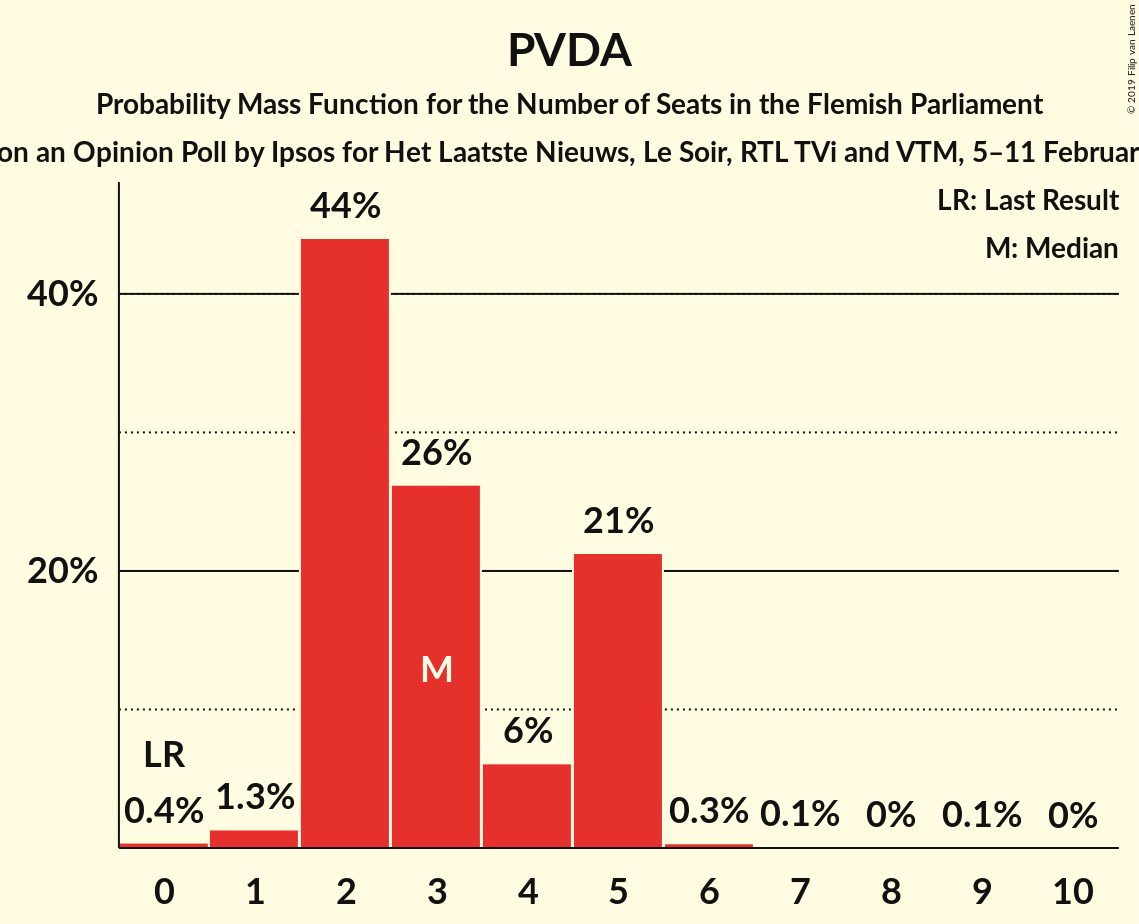 PVDA
Probability Mass Function for the Number of Seats in the Flemish Parliament
on an Opinion Poll by Ipsos for Het Laatste Nieuws, Le Soir, RTL TVi and VTM, 5–11 Februar
© 2019 Filip van Laenen
LR: Last Result
M: Median
44%
40%
26%
21%
20%
M
6%
LR
0.4% 1.3% 0.3% 0.1% 0% 0.1% 0%
0 1 2 3 4 5 6 7 8 9 10